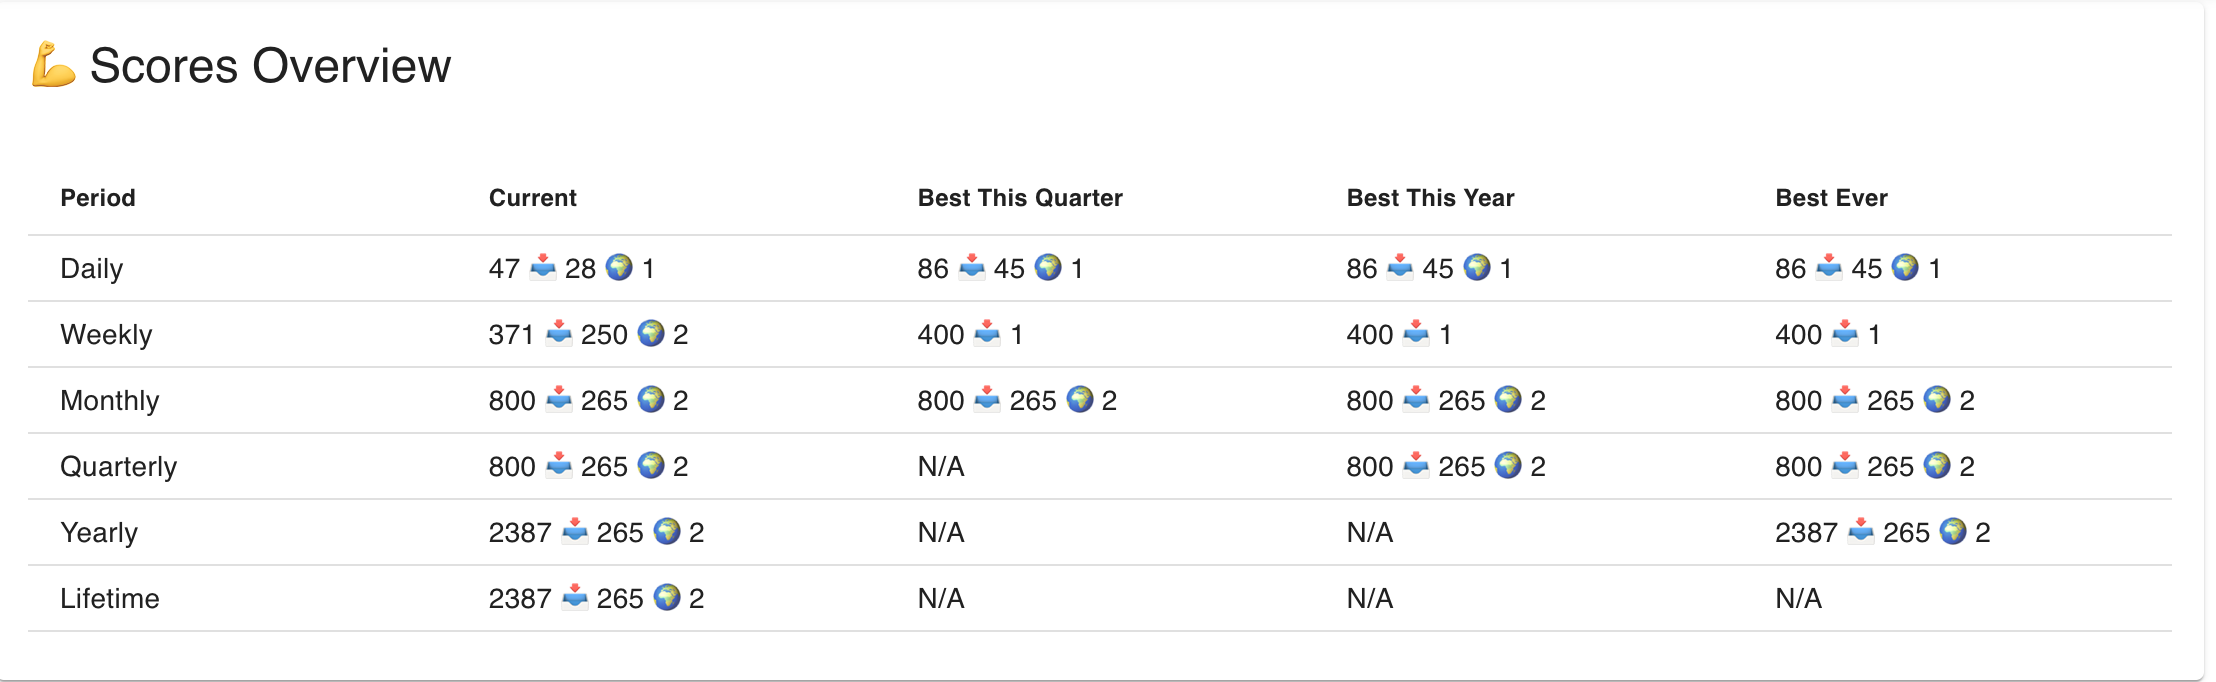 💪 Scores Overview
Period Current Best This Quarter Best This Year Best Ever
Daily 47 📥 28 🌍 1 86 📥 45 🌍 1 86 📥 45 🌍 1 86 📥 45 🌍 1
Weekly 371 📥 250 🌍 2 400 📥 1 400 📥 1 400 📥 1
Monthly 800 📥 265 🌍 2 800 📥 265 🌍 2 800 📥 265 🌍 2 800 📥 265 🌍 2
Quarterly 800 📥 265 🌍 2 N/A 800 📥 265 🌍 2 800 📥 265 🌍 2
Yearly 2387 📥 265 🌍 2 N/A N/A 2387 📥 265 🌍 2
Lifetime 2387 📥 265 🌍 2 N/A N/A N/A